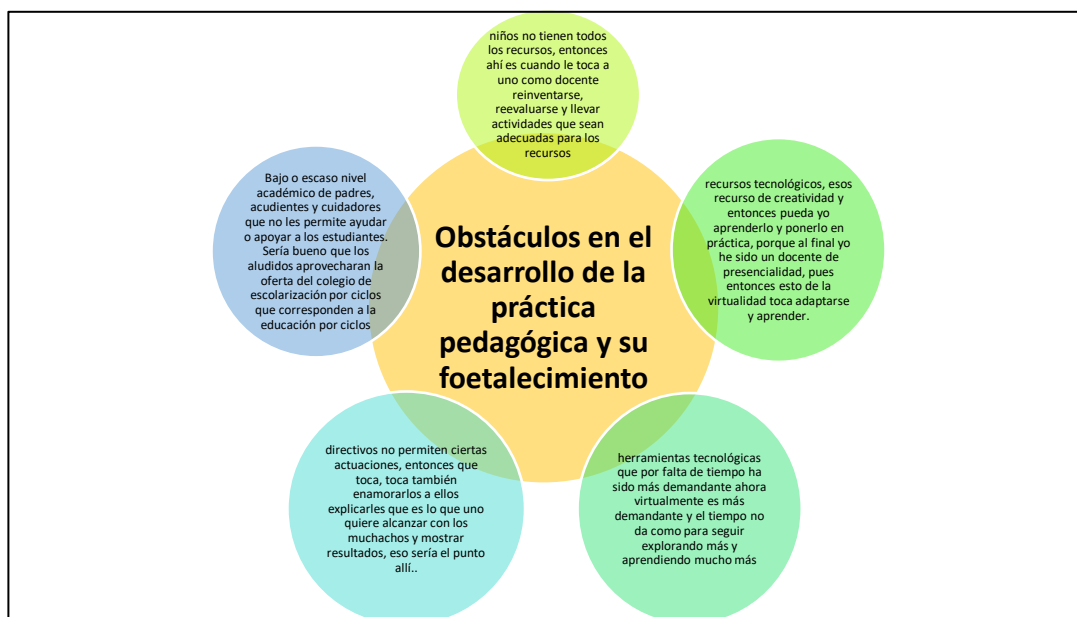 niños no tienen todos
los recursos, entonces
ahí es cuando le toca a
uno como docente
reinventarse,
reevaluarse y llevar
actividades que sean
adecuadas para los
recursos
recursos tecnológicos, esos
recurso de creatividad y
entonces pueda yo
aprenderlo y ponerlo en
práctica, porque al final yo
he sido un docente de
presencialidad, pues
entonces esto de la
virtualidad toca adaptarse
y aprender.
herramientas tecnológicas
que por falta de tiempo ha
sido más demandante ahora
virtualmente es más
demandante y el tiempo no
da como para seguir
explorando más y
aprendiendo mucho más
directivos no permiten ciertas
actuaciones, entonces que
toca, toca también
enamorarlos a ellos
explicarles que es lo que uno
quiere alcanzar con los
muchachos y mostrar
resultados, eso sería el punto
allí..
Bajo o escaso nivel
académico de padres,
acudientes y cuidadores
que no les permite ayudar
o apoyar a los estudiantes.
Sería bueno que los
aludidos aprovecharan la
oferta del colegio de
escolarización por ciclos
que corresponden a la
educación por ciclos
Obstáculos en el
desarrollo de la
práctica
pedagógica y su
foetalecimiento